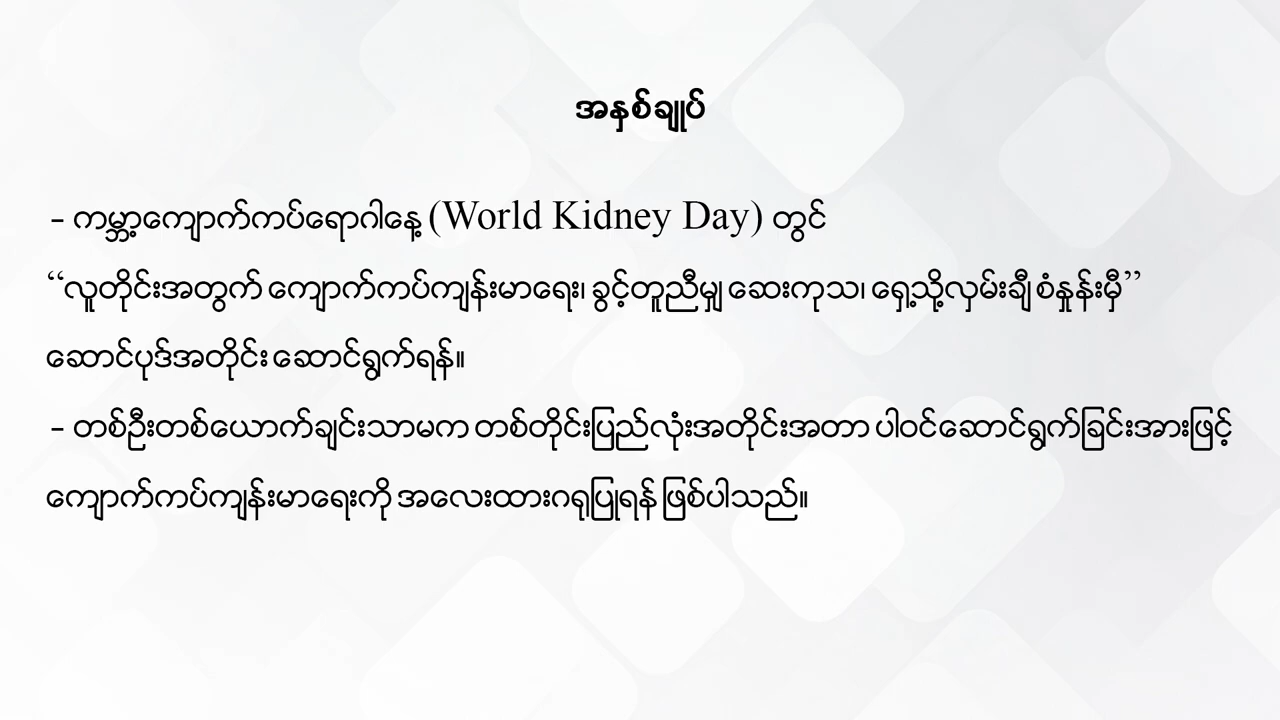 အနှစ်ချုပ်
- ကမ္ဘာ့ကျောက်ကပ်ရောဂါနေ့ (World Kidney Day) တွင်
“လူတိုင်းအတွက် ကျောက်ကပ်ကျန်းမာရေး၊ ခွင့်တူညီမျှ ဆေးကုသ၊ ရှေ့သို့လှမ်းချီ စံနှုန်းမှီ”
ဆောင်ပုဒ်အတိုင်း ဆောင်ရွက်ရန်။
- တစ်ဦးတစ်ယောက်ချင်းသာမက တစ်တိုင်းပြည်လုံးအတိုင်းအတာ ပါဝင်ဆောင်ရွက်ခြင်းအားဖြင့်
ကျောက်ကပ်ကျန်းမာရေးကို အလေးထားဂရုပြုရန် ဖြစ်ပါသည်။